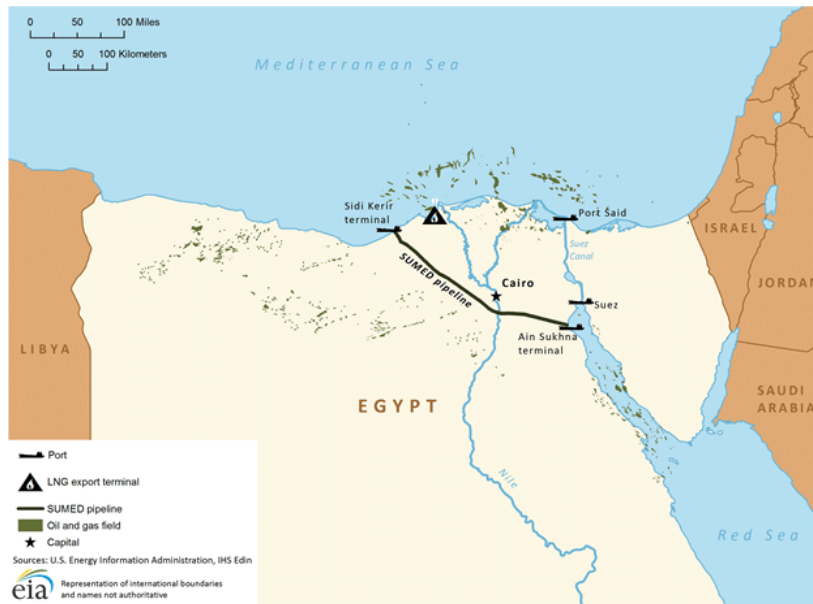 0 50 100 Miles
0 50 100 Kilometers
Mediterranean Sea
Sidi Kerir
terminal
Port Said
Suez
Canal
ISRAEL
SUMED pipeline
Cairo
Suez
JORDAN
Ain Sukhna
terminal
LIBYA
EGYPT
SAUDI
ARABIA
Nile
Red Sea
Port
LNG export terminal
SUMED pipeline
Oil and gas field
Capital
Sources: U.S. Energy Information Administration, IHS Edin
eia
Representation of international boundaries
and names not authoritative